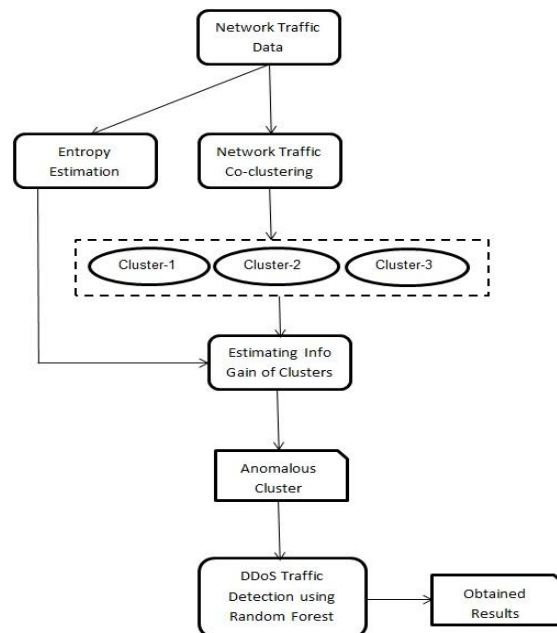 Network Traffic
Data
Entropy
Estimation
Network Traffic
Co-clustering
Cluster-1
Cluster-2
Cluster-3
Estimating Info
Gain of Clusters
Anomalous
Cluster
DDoS Traffic
Detection using
Random Forest
Obtained
Results